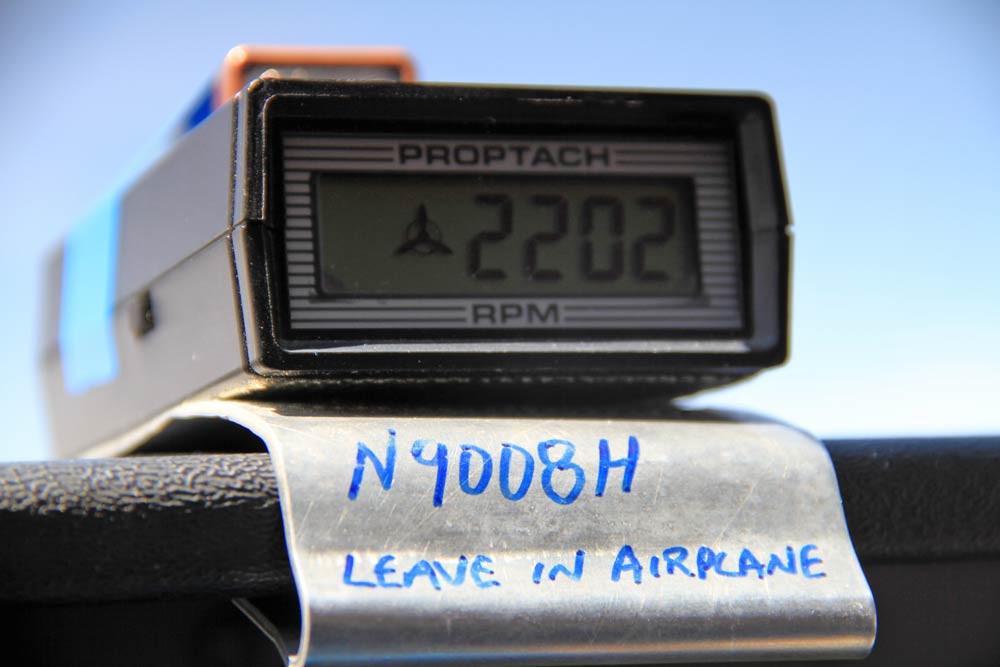 PROPTACH
2202
RPM
N9008H
LEAVE IN AIRPLANE